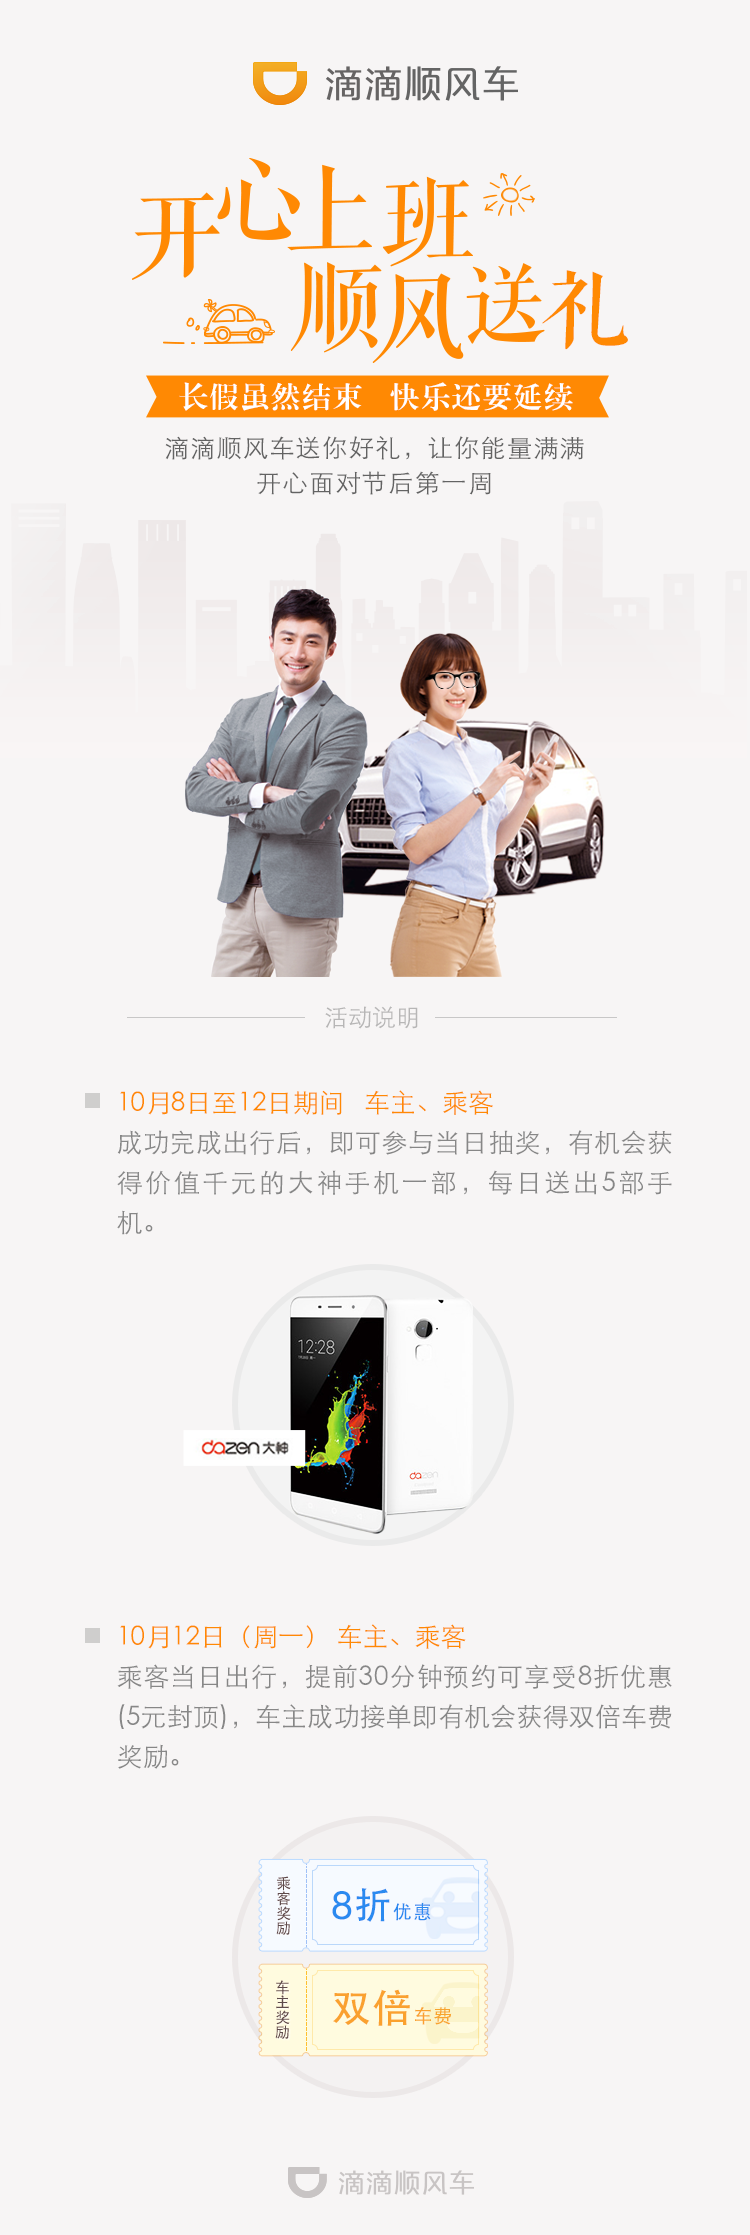 滴滴顺风车
开心上班
顺风送礼
长假虽然结束 快乐还要延续
滴滴顺风车送你好礼，让你能量满满
开心面对节后第一周
活动说明
10月8日至12日期间 车主、乘客
成功完成出行后，即可参与当日抽奖，有机会获
得价值千元的大神手机一部，每日送出5部手
机。
12:28
dazen大神
dazen
10月12日（周一） 车主、乘客
乘客当日出行，提前30分钟预约可享受8折优惠
(5元封顶)，车主成功接单即有机会获得双倍车费
奖励。
乘客奖励
8折优惠
车主奖励
双倍车费
滴滴顺风车